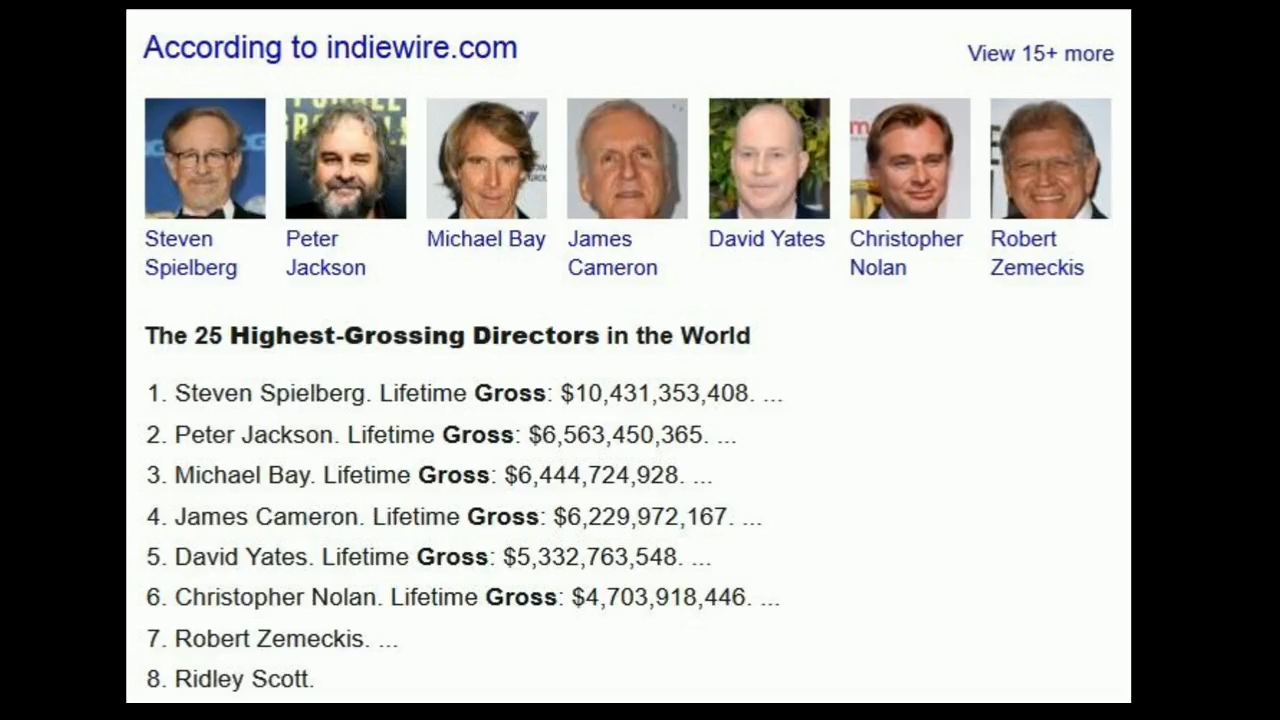 According to indiewire.com
View 15+ more
Steven Spielberg
Peter Jackson
Michael Bay
James Cameron
David Yates
Christopher Nolan
Robert Zemeckis
The 25 Highest-Grossing Directors in the World
1. Steven Spielberg. Lifetime Gross: $10,431,353,408. ...
2. Peter Jackson. Lifetime Gross: $6,563,450,365. ...
3. Michael Bay. Lifetime Gross: $6,444,724,928. ...
4. James Cameron. Lifetime Gross: $6,229,972,167. ...
5. David Yates. Lifetime Gross: $5,332,763,548. ...
6. Christopher Nolan. Lifetime Gross: $4,703,918,446. ...
7. Robert Zemeckis. ...
8. Ridley Scott.